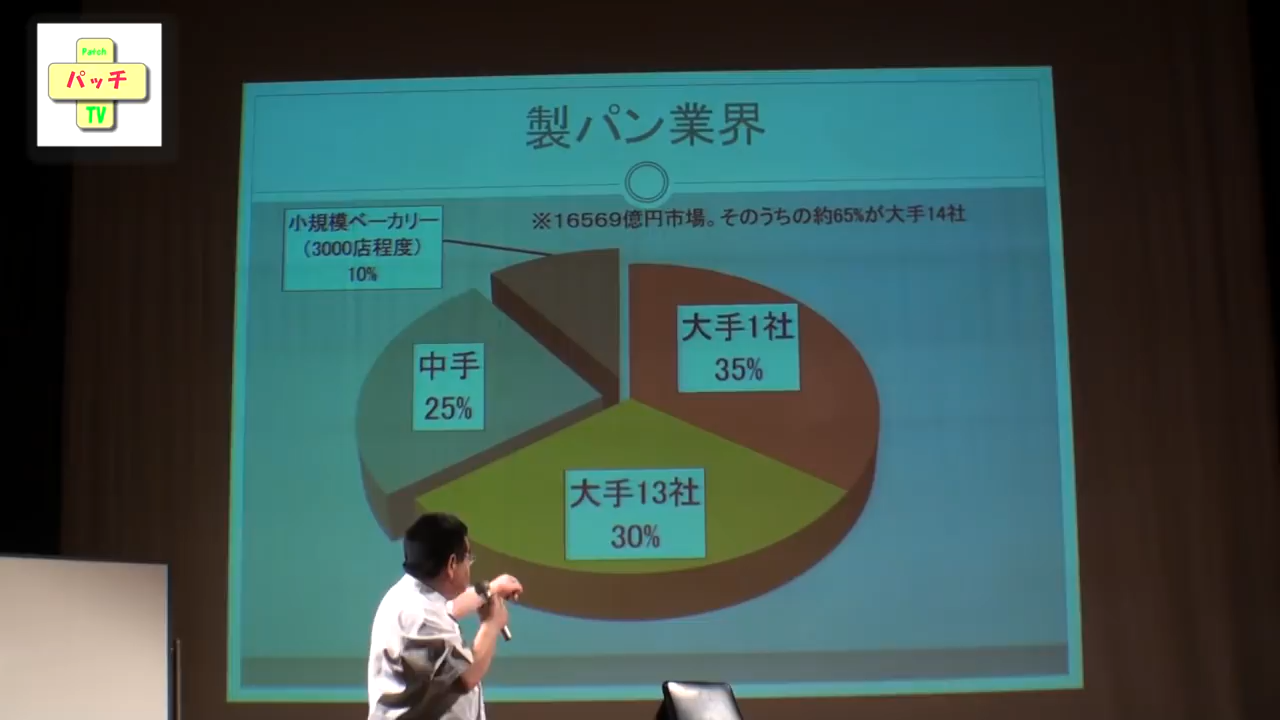 Patch
パッチ
TV
製パン業界
※16569億円市場。そのうちの約65%が大手14社
小規模ベーカリー
（3000店程度）
10%
大手1社
35%
中手
25%
大手13社
30%